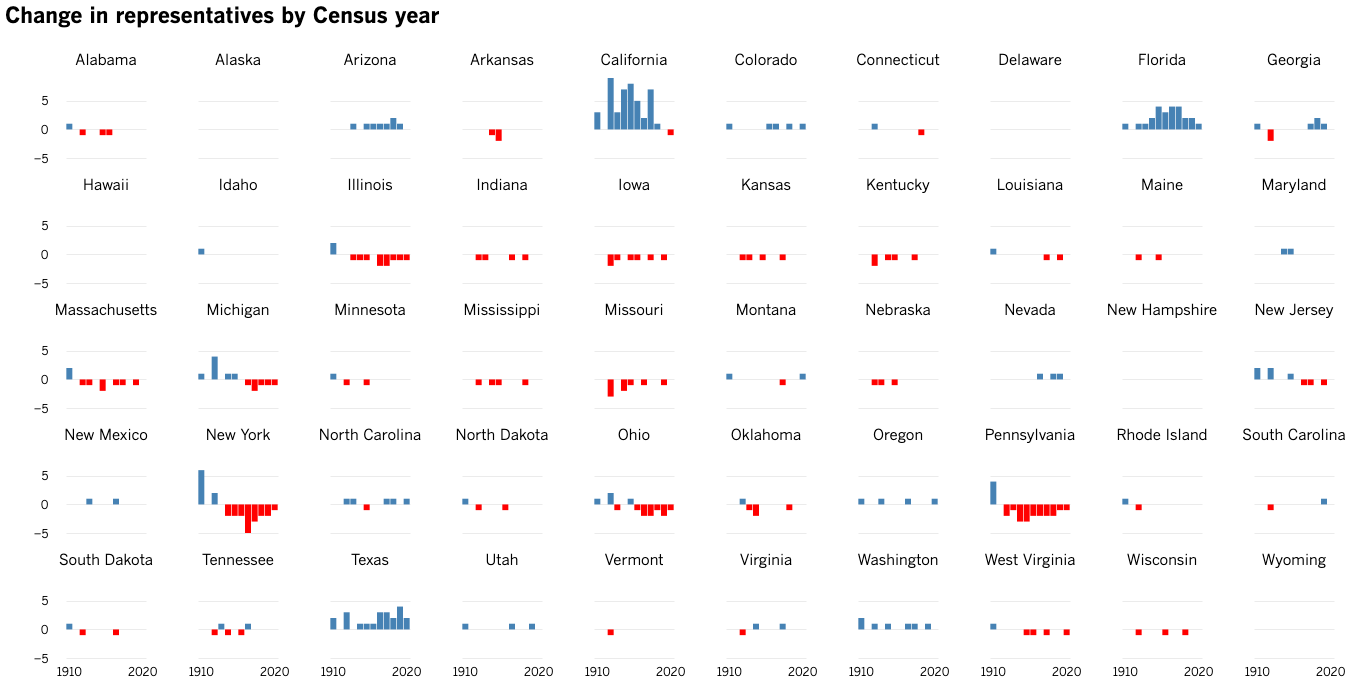 Change in representatives by Census year
Alabama Alaska Arizona Arkansas California Colorado Connecticut Delaware Florida Georgia
5
0
−5
Hawaii Idaho Illinois Indiana Iowa Kansas Kentucky Louisiana Maine Maryland
5
0
−5
Massachusetts Michigan Minnesota Mississippi Missouri Montana Nebraska Nevada New Hampshire New Jersey
5
0
−5
New Mexico New York North Carolina North Dakota Ohio Oklahoma Oregon Pennsylvania Rhode Island South Carolina
5
0
−5
South Dakota Tennessee Texas Utah Vermont Virginia Washington West Virginia Wisconsin Wyoming
5
0
−5
1910 2020 1910 2020 1910 2020 1910 2020 1910 2020 1910 2020 1910 2020 1910 2020 1910 2020 1910 2020